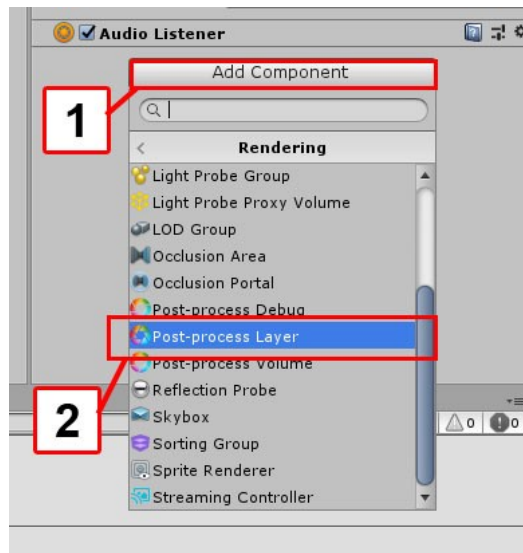 Audio Listener
Add Component
1
< Rendering
Light Probe Group
Light Probe Proxy Volume
LOD Group
Occlusion Area
Occlusion Portal
Post-process Debug
Post-process Layer
Post-process Volume
2
Reflection Probe
Skybox
0
0
Sorting Group
Sprite Renderer
Streaming Controller